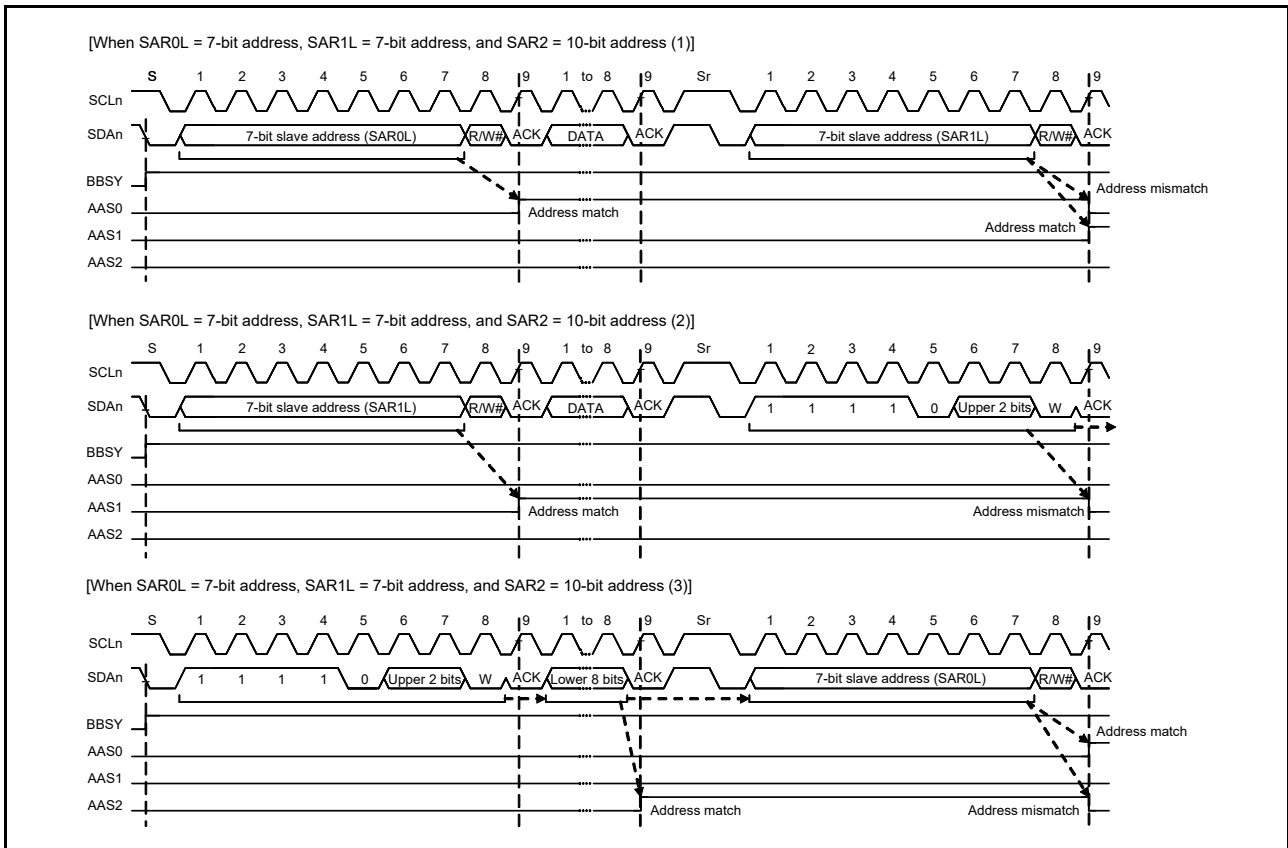 [When SAR0L = 7-bit address, SAR1L = 7-bit address, and SAR2 = 10-bit address (1)]
S 1 2 3 4 5 6 7 8 9 1 to 8 9 Sr 1 2 3 4 5 6 7 8 9
SCLn
SDAn 7-bit slave address (SAR0L) R/W# ACK DATA ACK 7-bit slave address (SAR1L) R/W# ACK
BBSY
Address mismatch
AAS0
Address match
Address match
AAS1
AAS2
[When SAR0L = 7-bit address, SAR1L = 7-bit address, and SAR2 = 10-bit address (2)]
S 1 2 3 4 5 6 7 8 9 1 to 8 9 Sr 1 2 3 4 5 6 7 8 9
SCLn
SDAn 7-bit slave address (SAR1L) R/W# ACK DATA ACK 1 1 1 1 0 Upper 2 bits W ACK
BBSY
AAS0
AAS1 Address match Address mismatch
AAS2
[When SAR0L = 7-bit address, SAR1L = 7-bit address, and SAR2 = 10-bit address (3)]
S 1 2 3 4 5 6 7 8 9 1 to 8 9 Sr 1 2 3 4 5 6 7 8 9
SCLn
SDAn 1 1 1 1 0 Upper 2 bits W ACK Lower 8 bits ACK 7-bit slave address (SAR0L) R/W# ACK
BBSY
Address match
AAS0
AAS1
AAS2 Address match Address mismatch